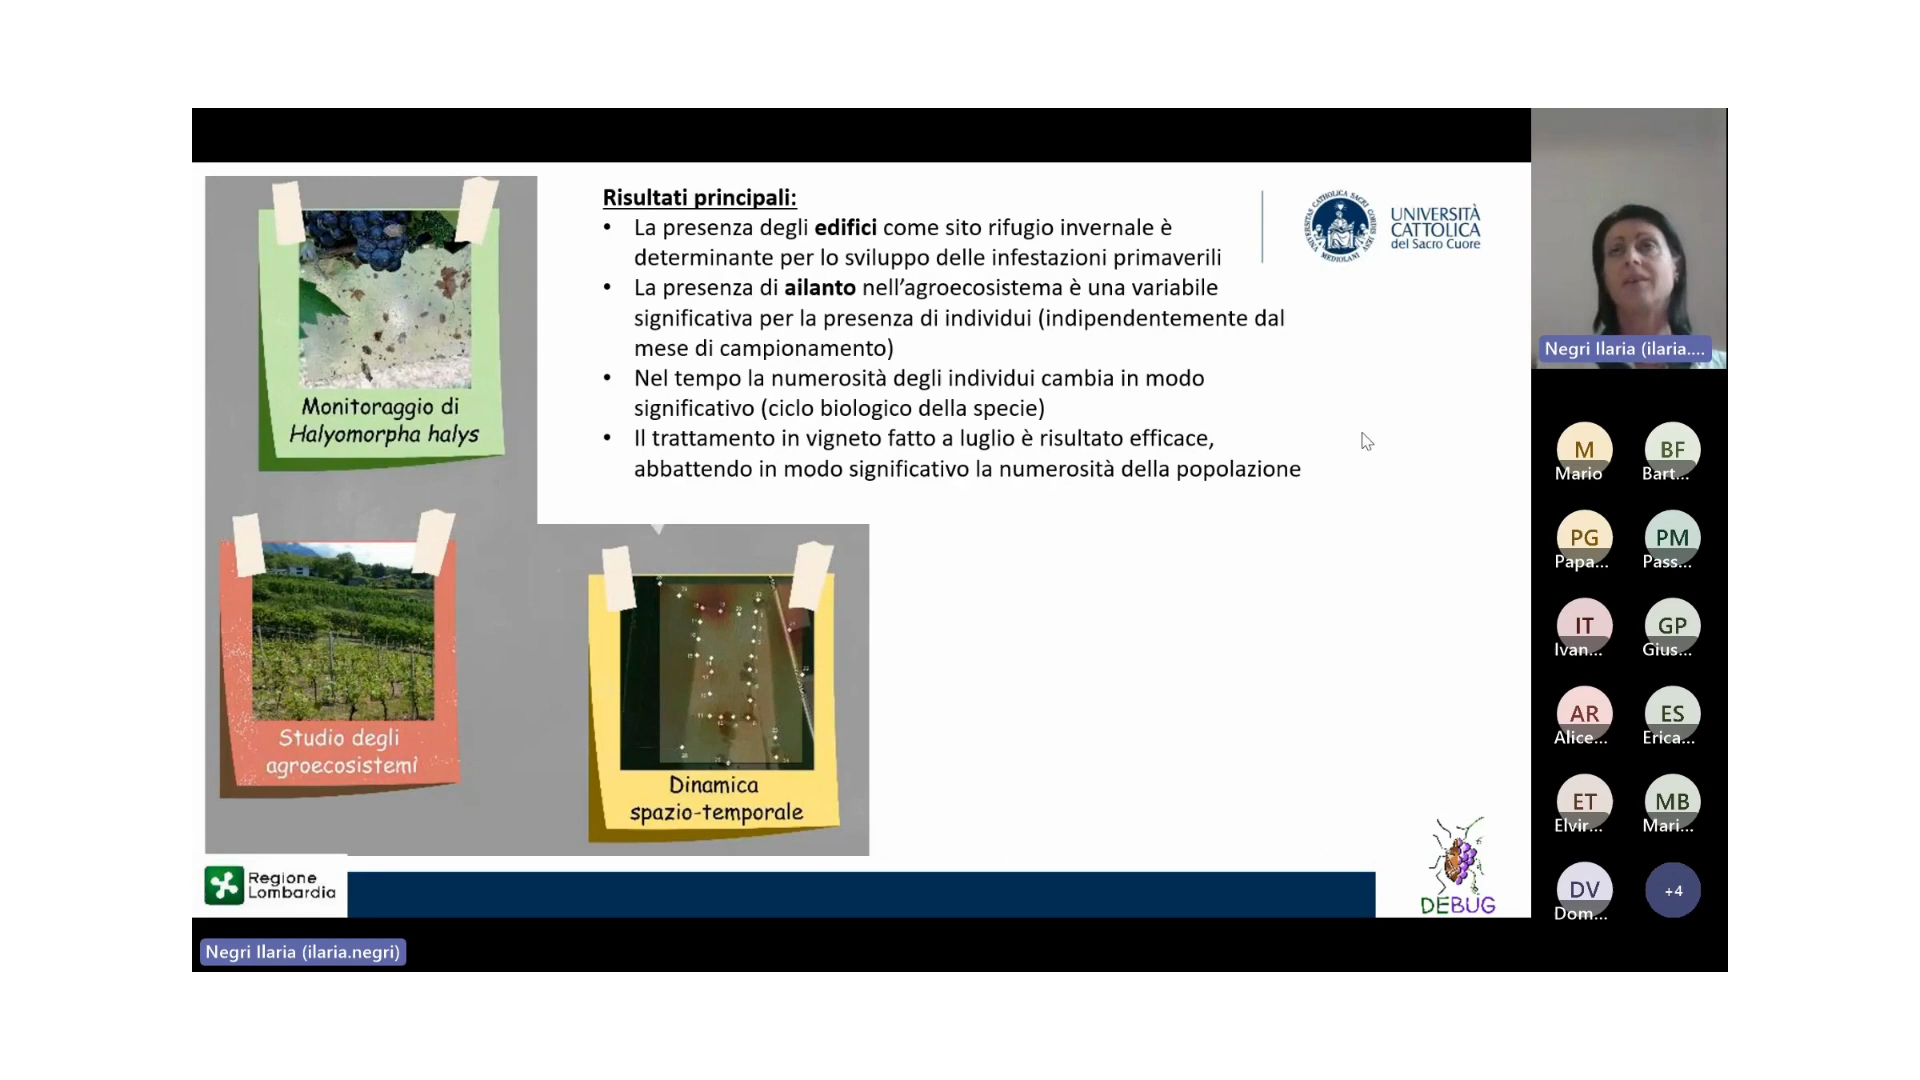 Risultati principali:
• La presenza degli edifici come sito rifugio invernale è
determinante per lo sviluppo delle infestazioni primaverili
• La presenza di ailanto nell'agroecosistema è una variabile
significativa per la presenza di individui (indipendentemente dal
mese di campionamento)
• Nel tempo la numerosità degli individui cambia in modo
significativo (ciclo biologico della specie)
• Il trattamento in vigneto fatto a luglio è risultato efficace,
abbattendo in modo significativo la numerosità della popolazione
UNIVERSITÀ
CATTOLICA
del Sacro Cuore
Monitoraggio di
Halyomorpha halys
Studio degli
agroecosistemi
Dinamica
spazio-temporale
Regione
Lombardia
DEBUG
Negri Ilaria (ilaria.negri)
Negri Ilaria (ilaria....
M
Mario
BF
Bart...
PG
Papa...
PM
Pass...
IT
Ivan...
GP
Gius...
AR
Alice...
ES
Erica...
ET
Elvir...
MB
Mari...
DV
Dom...
+4